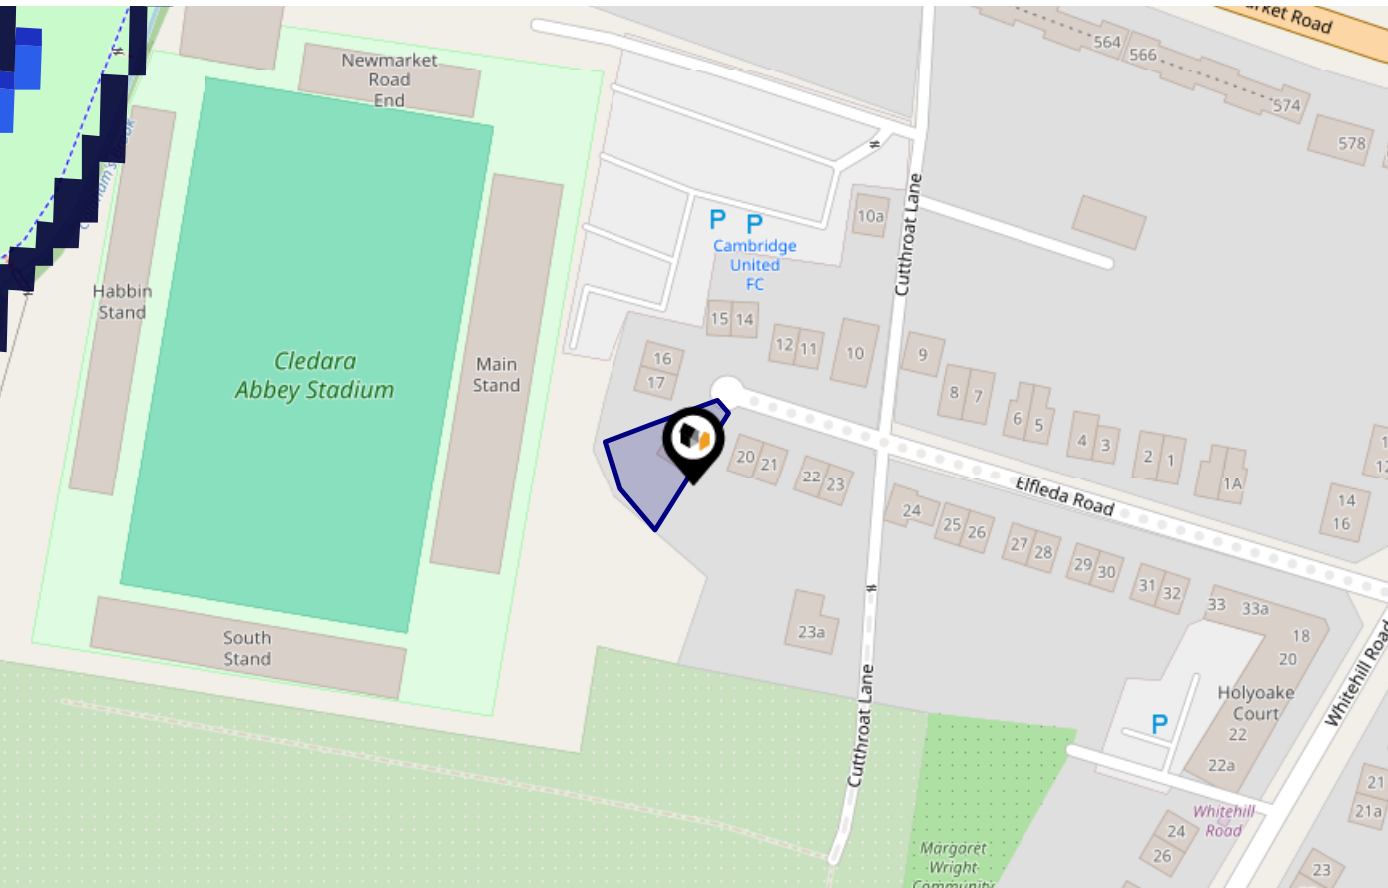 Market Road
564
566
574
578
Newmarket
Road
End
Habbin
Stand
Cledara
Abbey Stadium
Main
Stand
South
Stand
P
P
Cambridge
United
FC
10a
Cutthroat Lane
15 14
12 11
10
9
8 7
6 5
4 3
2 1
1A
16
17
20 21
22 23
Elfleda Road
24
25 26
27 28
29 30
31 32
33 33a
18
20
Holyoake
Court
22
22a
14
16
23a
Cutthroat Lane
P
Whitehill Road
Whitehill
Road
21
21a
24
26
23
Margaret
Wright
Community